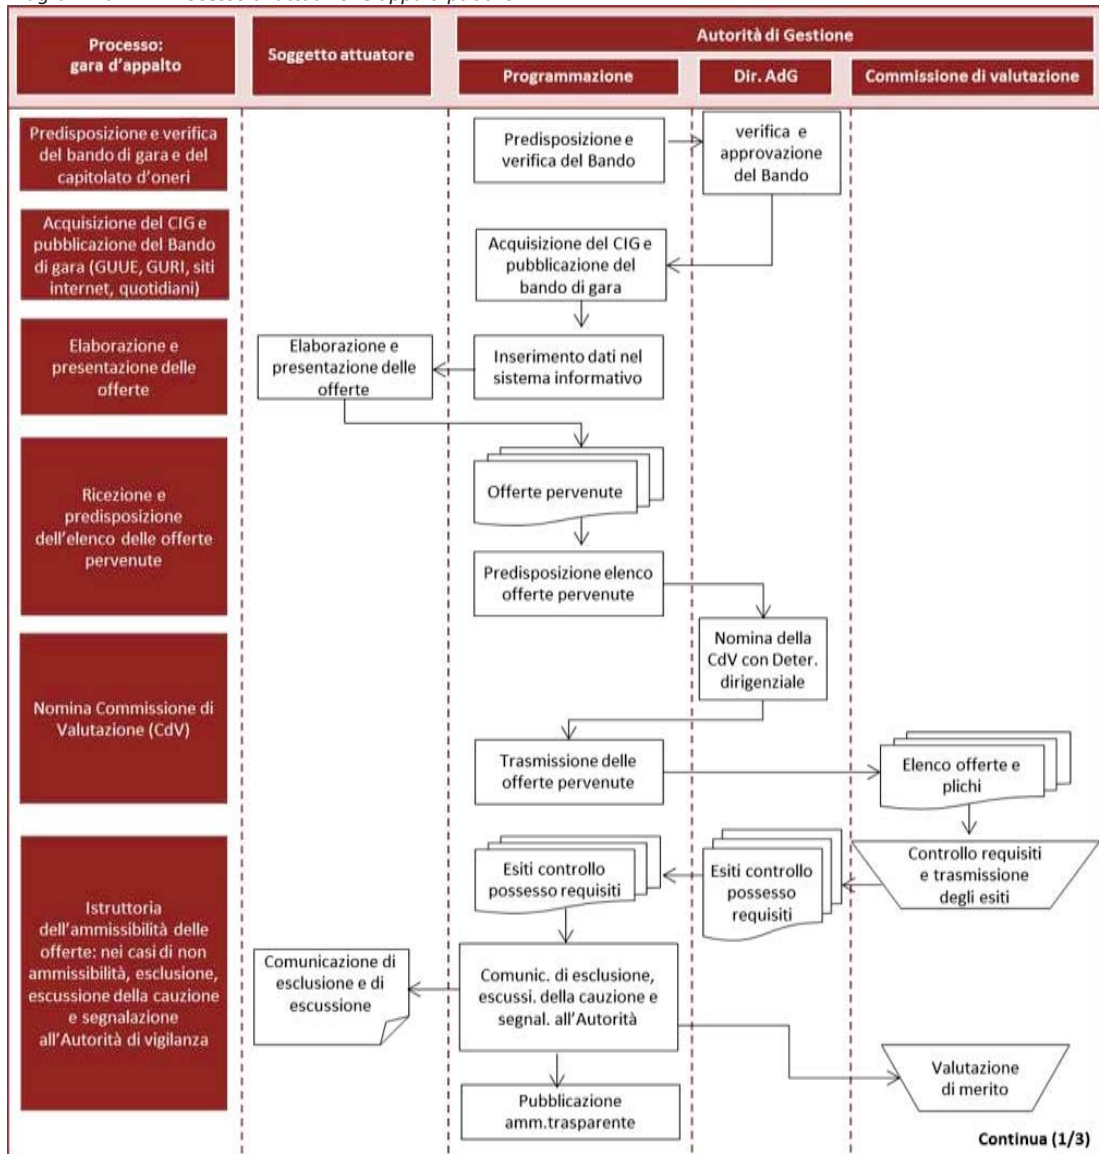 Processo:
gara d'appalto
Soggetto attuatore
Autorità di Gestione
Programmazione
Dir. AdG
Commissione di valutazione
Predisposizione e verifica
del bando di gara e del
capitolato d'oneri
Predisposizione e
verifica del Bando
verifica e
approvazione
del Bando
Acquisizione del CIG e
pubblicazione del Bando
di gara (GUUE, GURI, siti
internet, quotidiani)
Acquisizione del CIG e
pubblicazione del
bando di gara
Elaborazione e
presentazione delle
offerte
Elaborazione e
presentazione delle
offerte
Inserimento dati nel
sistema informativo
Ricezione e
predisposizione
dell'elenco delle offerte
pervenute
Offerte pervenute
Predisposizione elenco
offerte pervenute
Nomina Commissione di
Valutazione (CdV)
Nomina della
CdV con Deter.
dirigenziale
Trasmissione delle
offerte pervenute
Elenco offerte e
plichi
Istruttoria
dell'ammissibilità delle
offerte: nei casi di non
ammissibilità, esclusione,
escussione della cauzione
e segnalazione
all'Autorità di vigilanza
Esiti controllo
possesso requisiti
Esiti controllo
possesso
requisiti
Controllo requisiti
e trasmissione
degli esiti
Comunicazione di
esclusione e di
escussione
Comunic. di esclusione,
escussi. della cauzione e
segnal. all'Autorità
Valutazione
di merito
Pubblicazione
amm.trasparente
Continua (1/3)